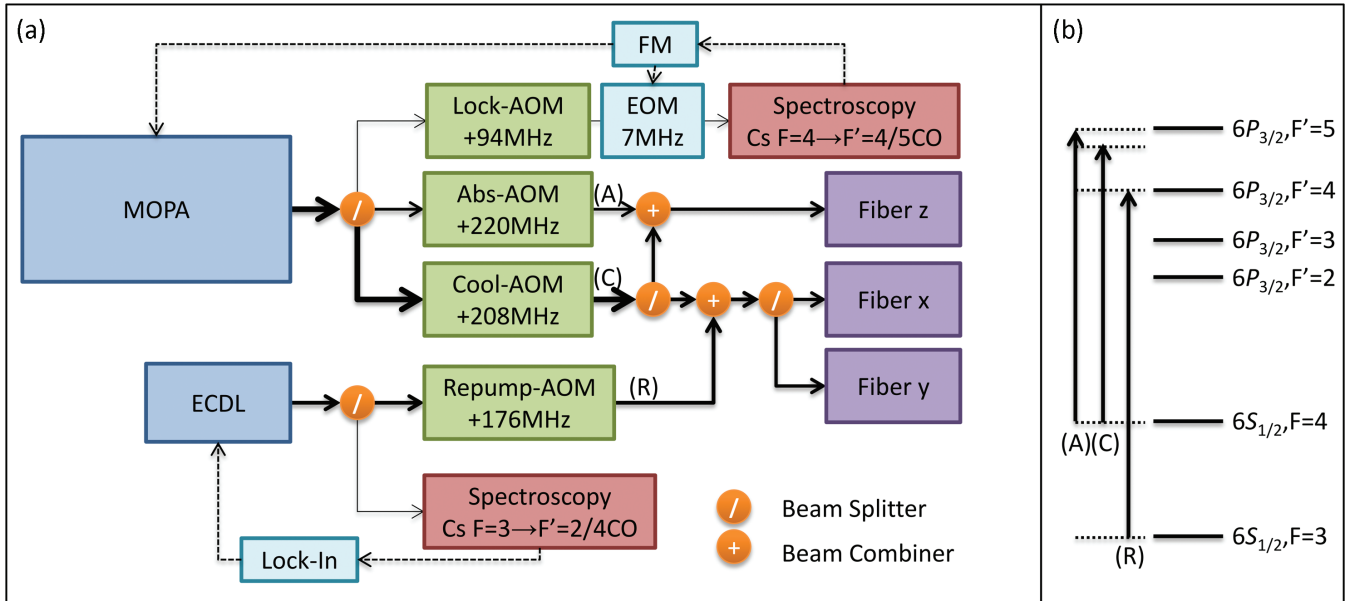 (a)
FM
Lock-AOM
+94MHz
EOM
7MHz
Spectroscopy
Cs F=4→F’=4/5CO
MOPA
/
Abs-AOM
+220MHz
(A)
+
Fiber z
Cool-AOM
+208MHz
(C)
/
+
/
Fiber x
ECDL
/
Repump-AOM
+176MHz
(R)
Fiber y
Spectroscopy
Cs F=3→F’=2/4CO
Lock-In
/ Beam Splitter
+ Beam Combiner
(b)
6P3/2,F’=5
6P3/2,F’=4
6P3/2,F’=3
6P3/2,F’=2
6S1/2,F=4
(A)(C)
6S1/2,F=3
(R)